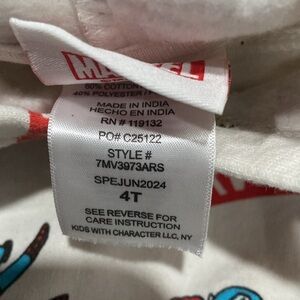 MARVEL
60% COTTON
40% POLYESTER
MADE IN INDIA
HECHO EN INDIA
RN # 119132
PO# C25122
STYLE #
7MV3973ARS
SPEJUN2024
4T
SEE REVERSE FOR
CARE INSTRUCTION
KIDS WITH CHARACTER LLC, NY